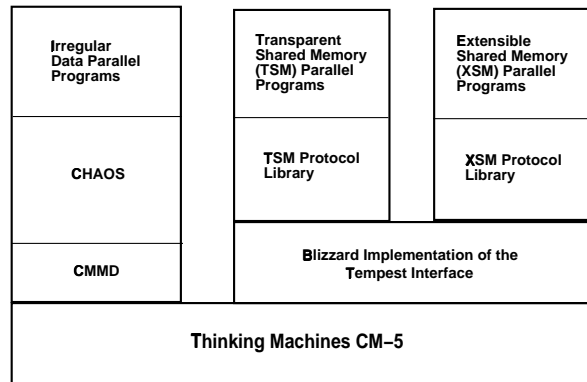 Irregular
Data Parallel
Programs
Transparent
Shared Memory
(TSM) Parallel
Programs
Extensible
Shared Memory
(XSM) Parallel
Programs
CHAOS
TSM Protocol
Library
XSM Protocol
Library
CMMD
Blizzard Implementation of the
Tempest Interface
Thinking Machines CM−5